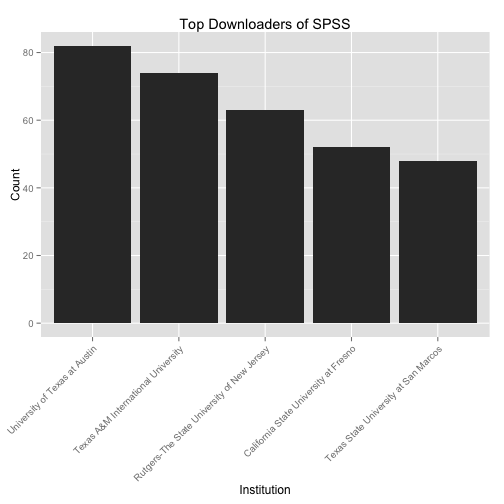 Top Downloaders of SPSS
80
60
40
20
0
Count
University of Texas at Austin
Texas A&M International University
Rutgers-The State University of New Jersey
California State University at Fresno
Texas State University at San Marcos
Institution